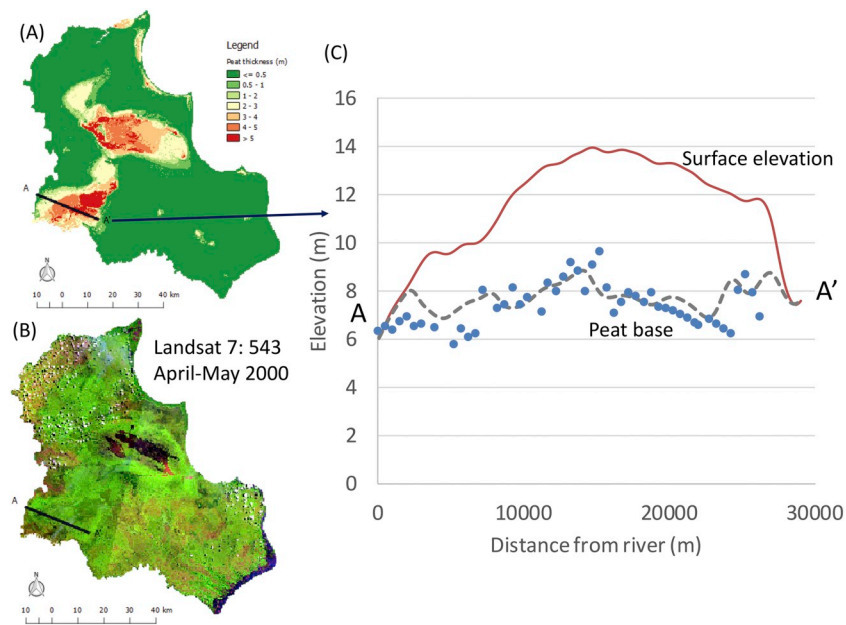 (A)
Legend
Peat thickness (m)
<= 0.5
0.5 - 1
1 - 2
2 - 3
3 - 4
4 - 5
> 5
A
A'
N
10 0 10 20 30 40 km
(B)
Landsat 7: 543
April-May 2000
A
N
10 0 10 20 30 40 km
(C)
16
14
12
10
8
6
4
2
0
Elevation (m)
Surface elevation
Peat base
A
A’
0 10000 20000 30000
Distance from river (m)